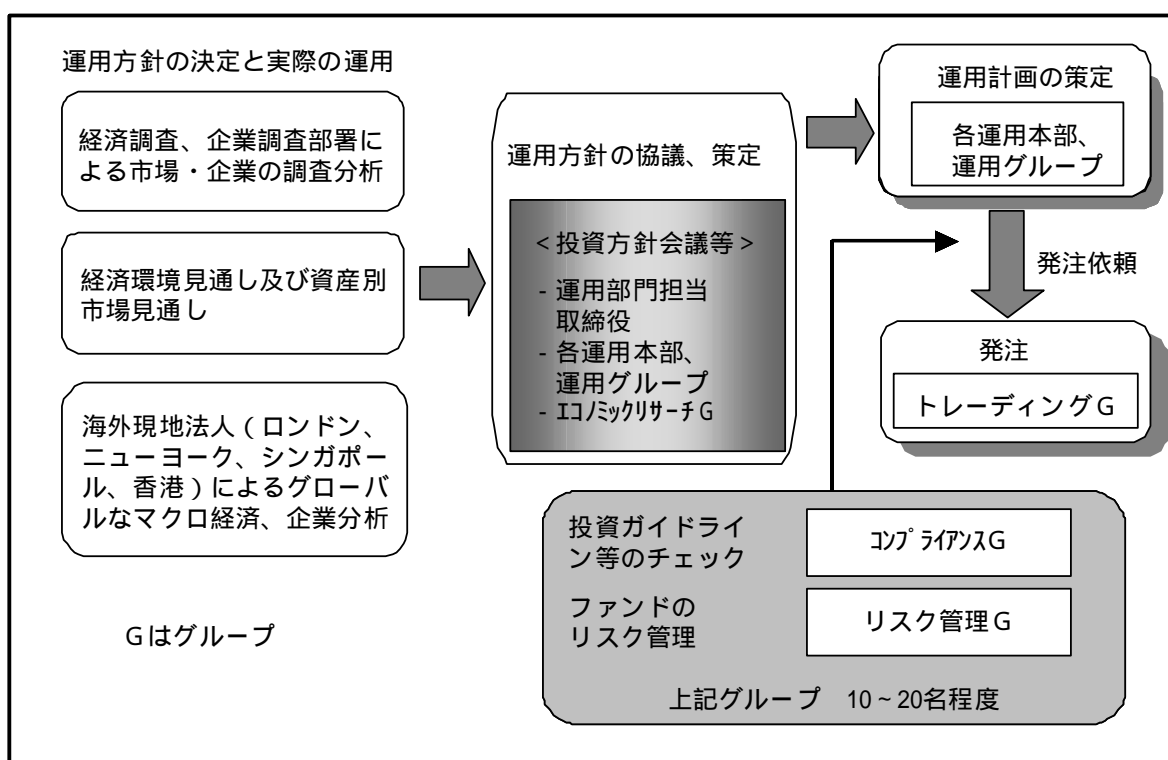 運用方針の決定と実際の運用
経済調査、企業調査部署に
よる市場・企業の調査分析
経済環境見通し及び資産別
市場見通し
海外現地法人（ロンドン、
ニューヨーク、シンガポー
ル、香港）によるグローバ
ルなマクロ経済、企業分析
Gはグループ
運用方針の協議、策定
＜投資方針会議等＞
- 運用部門担当
取締役
- 各運用本部、
運用グループ
- ｴｺﾉﾐｯｸﾘｻｰﾁG
運用計画の策定
各運用本部、
運用グループ
発注依頼
発注
トレーディングG
投資ガイドライ
ン等のチェック
ｺﾝﾌﾟﾗｲｱﾝｽG
ファンドの
リスク管理
リスク管理G
上記グループ　10～20名程度